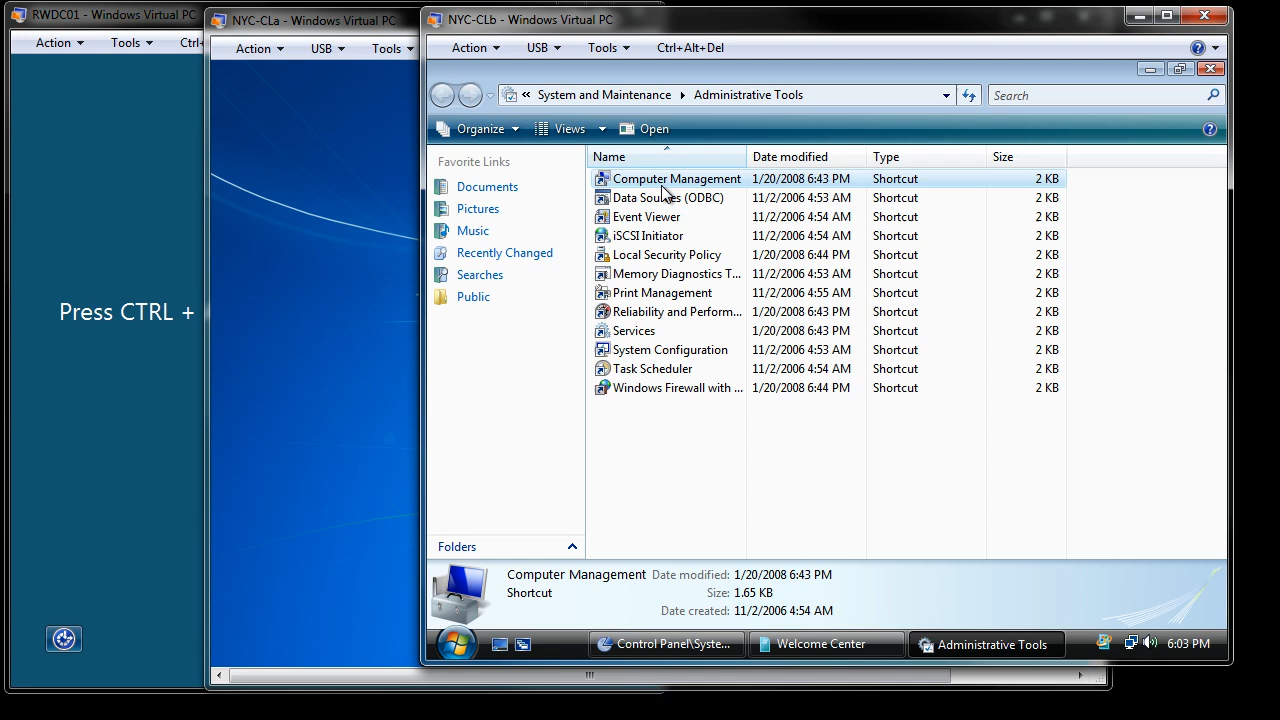 RWDC01 - Windows Virtual PC
Action Tools Ctrl+
Press CTRL +
NYC-CLa - Windows Virtual PC
Action USB Tools
NYC-CLb - Windows Virtual PC
Action USB Tools Ctrl+Alt+Del
« System and Maintenance Administrative Tools Search
Organize Views Open
Favorite Links
Documents
Pictures
Music
Recently Changed
Searches
Public
Folders
Name Date modified Type Size
Computer Management 1/20/2008 6:43 PM Shortcut 2 KB
Data Sources (ODBC) 11/2/2006 4:53 AM Shortcut 2 KB
Event Viewer 11/2/2006 4:54 AM Shortcut 2 KB
iSCSI Initiator 11/2/2006 4:54 AM Shortcut 2 KB
Local Security Policy 1/20/2008 6:44 PM Shortcut 2 KB
Memory Diagnostics T... 11/2/2006 4:53 AM Shortcut 2 KB
Print Management 11/2/2006 4:55 AM Shortcut 2 KB
Reliability and Perform... 1/20/2008 6:43 PM Shortcut 2 KB
Services 1/20/2008 6:43 PM Shortcut 2 KB
System Configuration 11/2/2006 4:53 AM Shortcut 2 KB
Task Scheduler 11/2/2006 4:54 AM Shortcut 2 KB
Windows Firewall with ... 1/20/2008 6:44 PM Shortcut 2 KB
Computer Management Date modified: 1/20/2008 6:43 PM
Shortcut Size: 1.65 KB
Date created: 11/2/2006 4:54 AM
Control Panel\Syste... Welcome Center Administrative Tools 6:03 PM